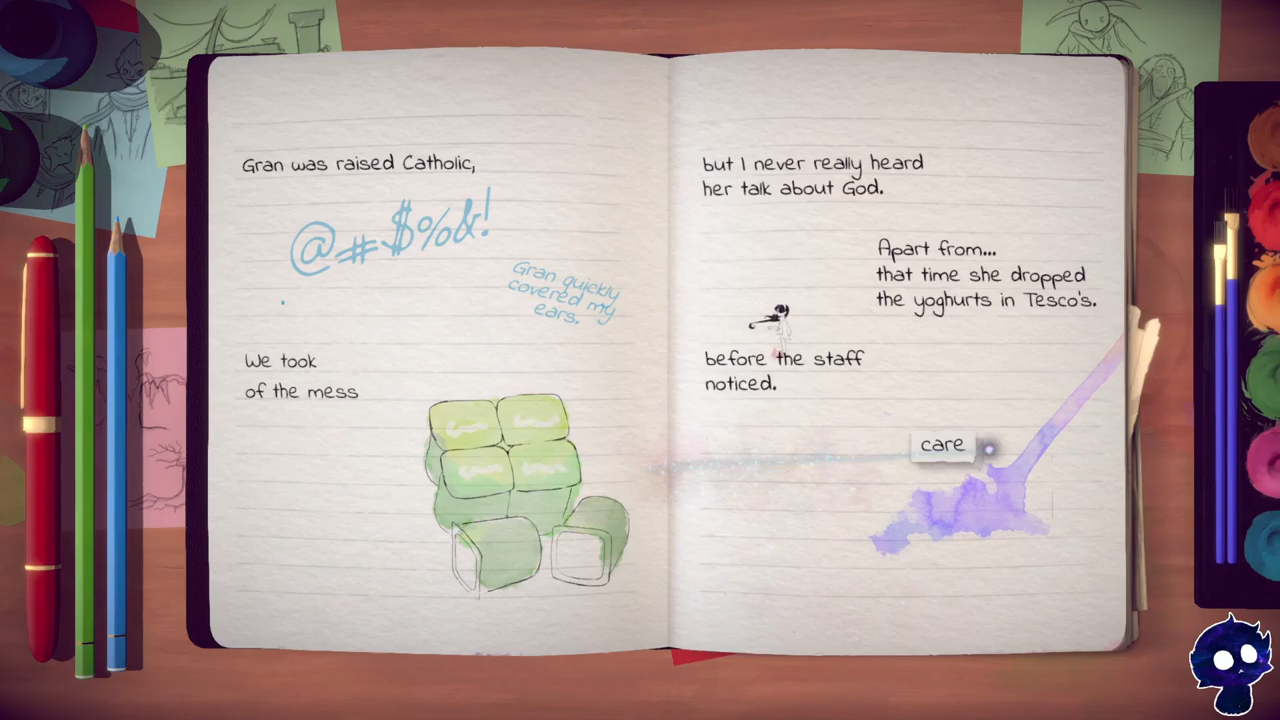 Gran was raised Catholic,
@#$%&!
Gran quickly
covered my
ears.
We took
of the mess
but I never really heard
her talk about God.
Apart from...
that time she dropped
the yoghurts in Tesco's.
before the staff
noticed.
care